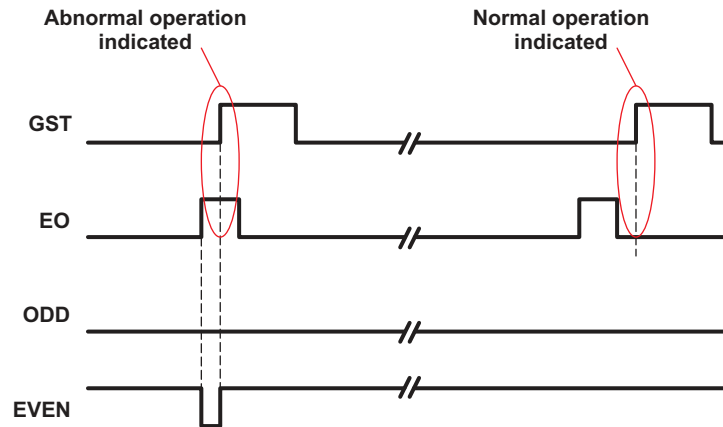 Abnormal operation
indicated
Normal operation
indicated
GST
EO
ODD
EVEN